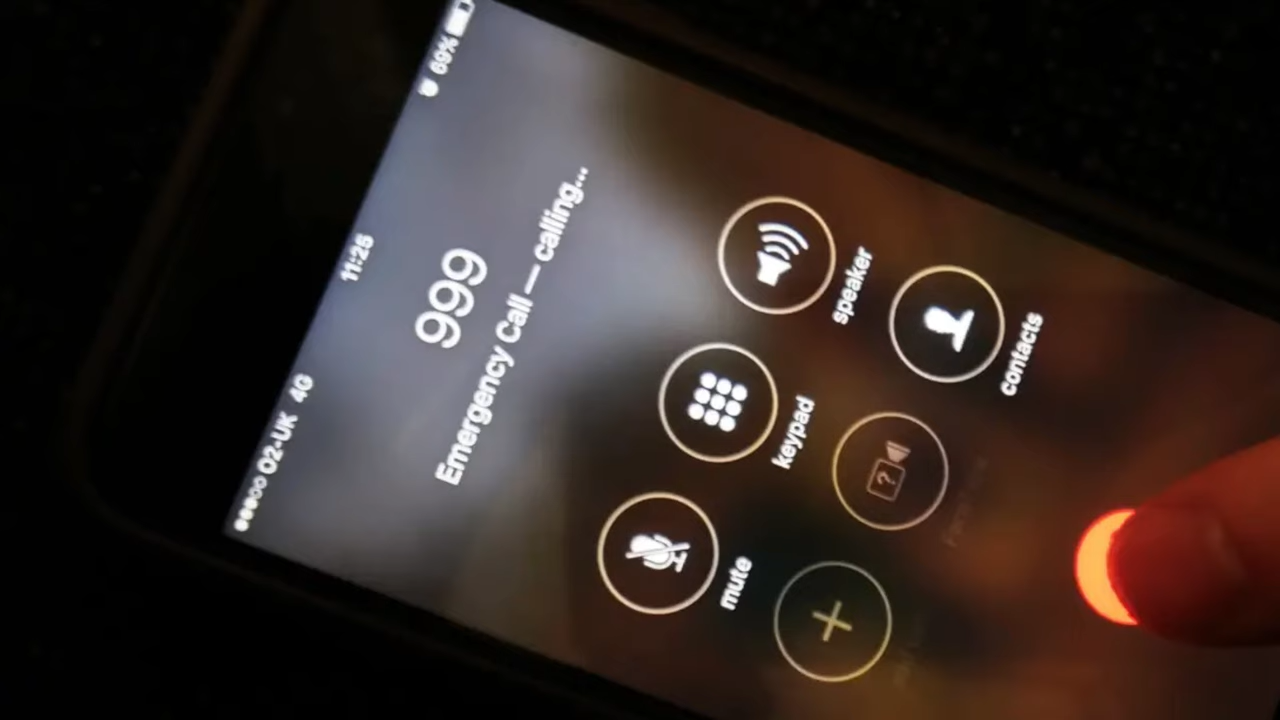 ●●●○○ O2-UK 4G 11:25 69%
999
Emergency Call — calling...
mute keypad speaker
contacts